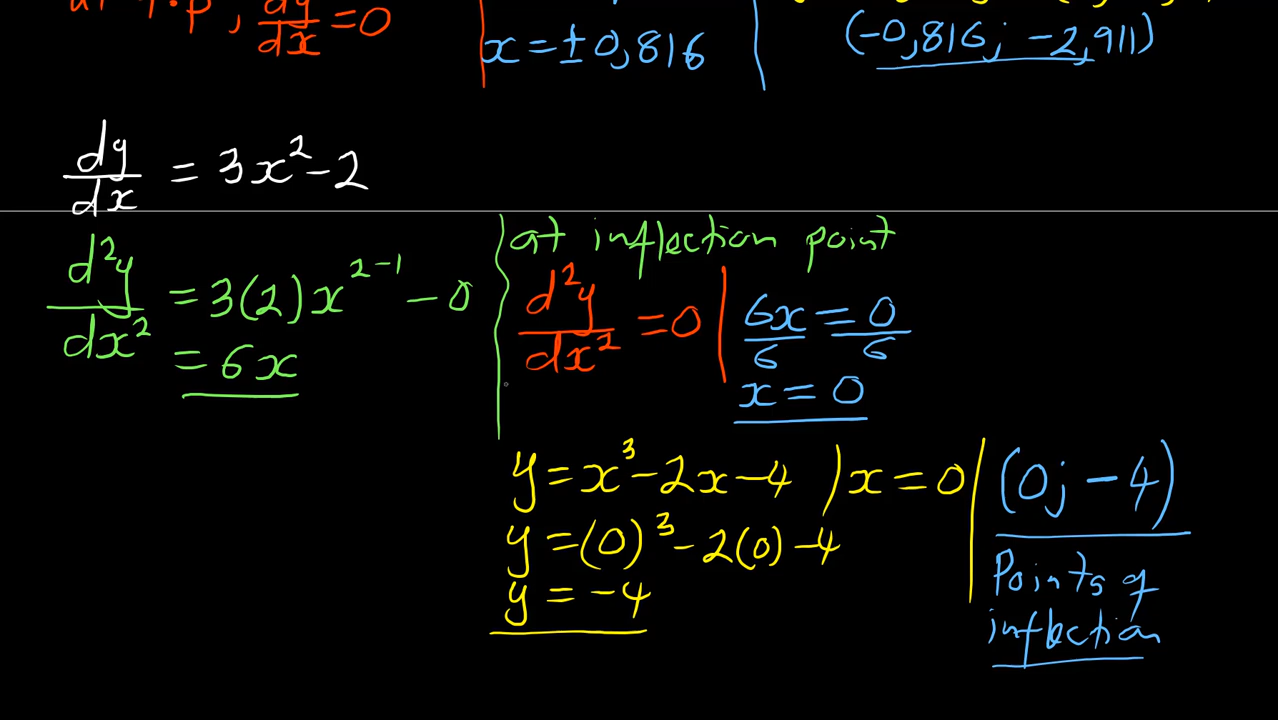 at T.P, dy/dx = 0
x = ±0,816
(-0,816; -2,911)
dy/dx = 3x² - 2
d²y/dx² = 3(2)x²⁻¹ - 0
= 6x
at inflection point
d²y/dx² = 0
6x/6 = 0/6
x = 0
y = x³ - 2x - 4 ) x = 0
y = (0)³ - 2(0) - 4
y = -4
(0; -4)
Points of
inflection